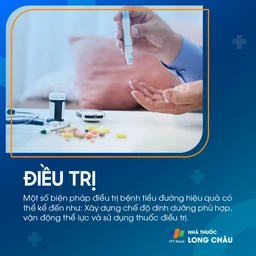 ĐIỀU TRỊ
Một số biện pháp điều trị bệnh tiểu đường hiệu quả có
thể kể đến như: Xây dựng chế độ dinh dưỡng phù hợp,
vận động thể lực và sử dụng thuốc điều trị.
FPT Retail
NHÀ THUỐC
LONG CHÂU